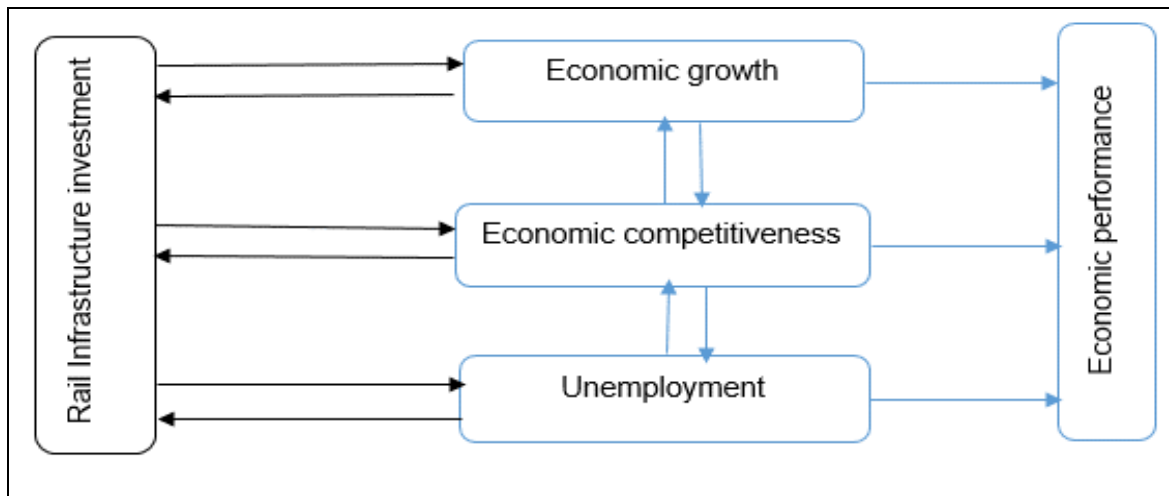 Rail Infrastructure investment
Economic growth
Economic competitiveness
Unemployment
Economic performance